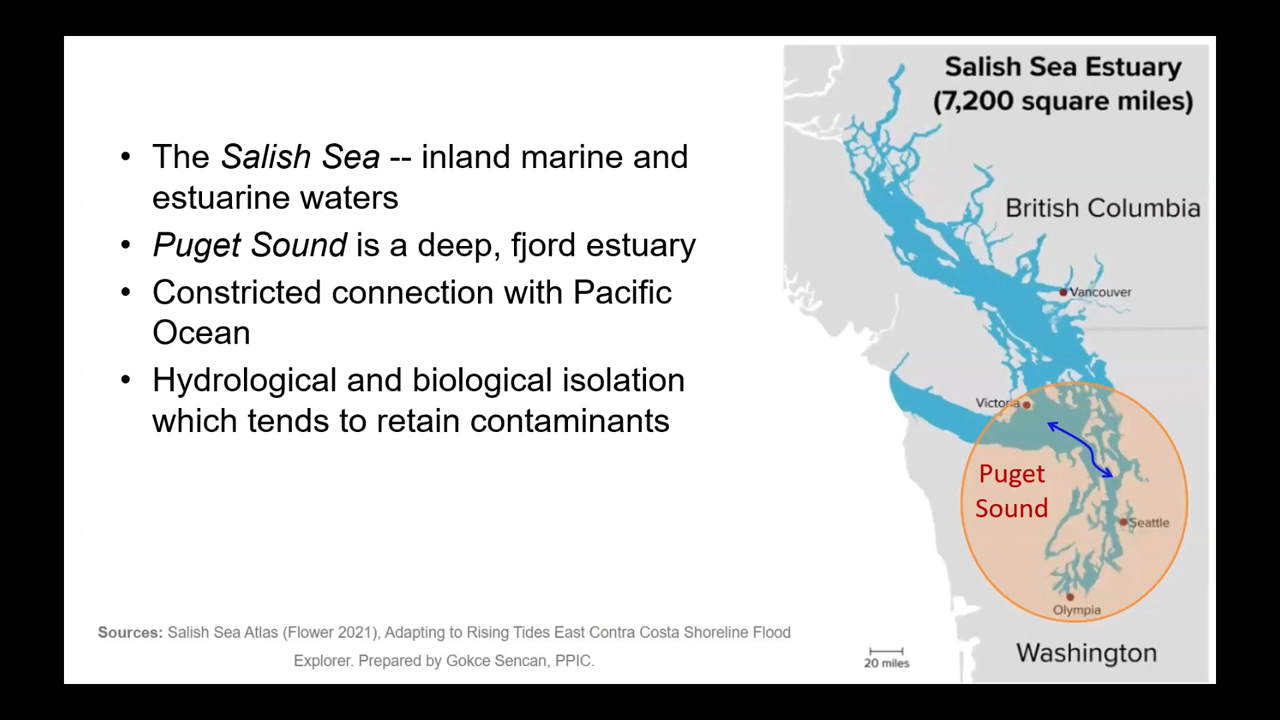 Salish Sea Estuary
(7,200 square miles)
• The Salish Sea -- inland marine and
estuarine waters
• Puget Sound is a deep, fjord estuary
• Constricted connection with Pacific
Ocean
• Hydrological and biological isolation
which tends to retain contaminants
British Columbia
Vancouver
Victoria
Puget
Sound
Seattle
Olympia
Washington
20 miles
Sources: Salish Sea Atlas (Flower 2021), Adapting to Rising Tides East Contra Costa Shoreline Flood
Explorer. Prepared by Gokce Sencan, PPIC.